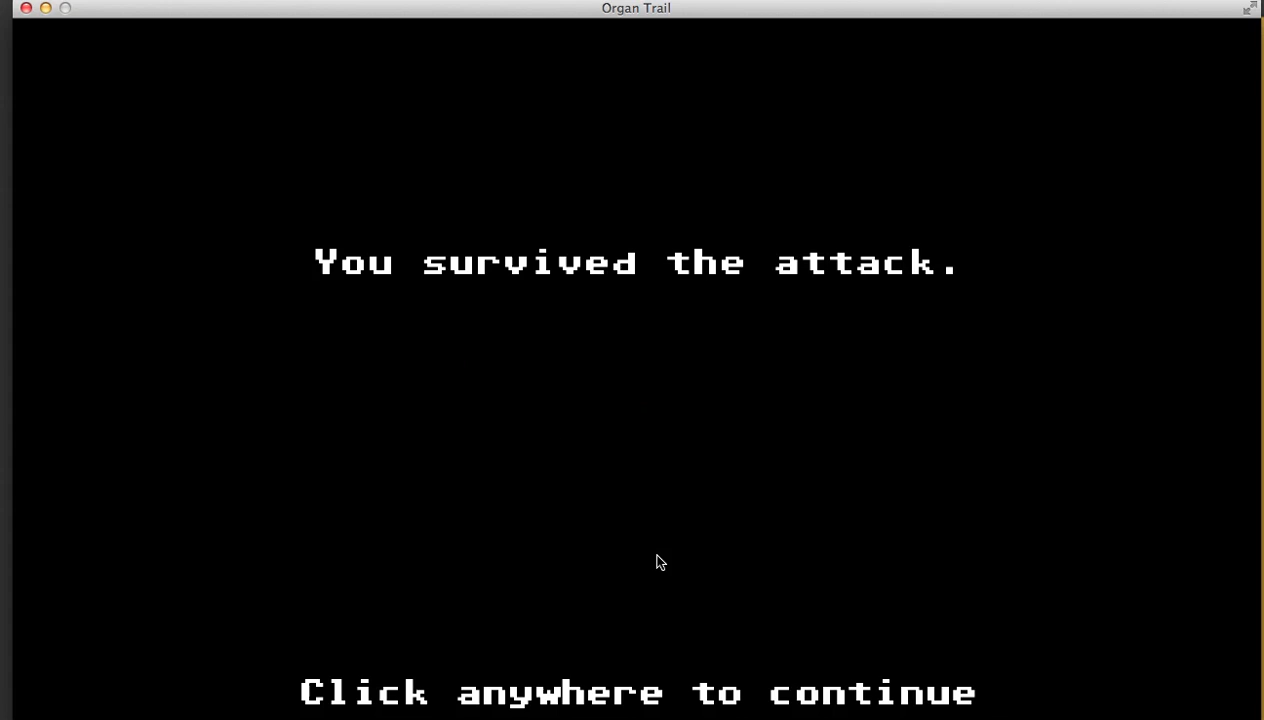 Organ Trail
You survived the attack.
Click anywhere to continue